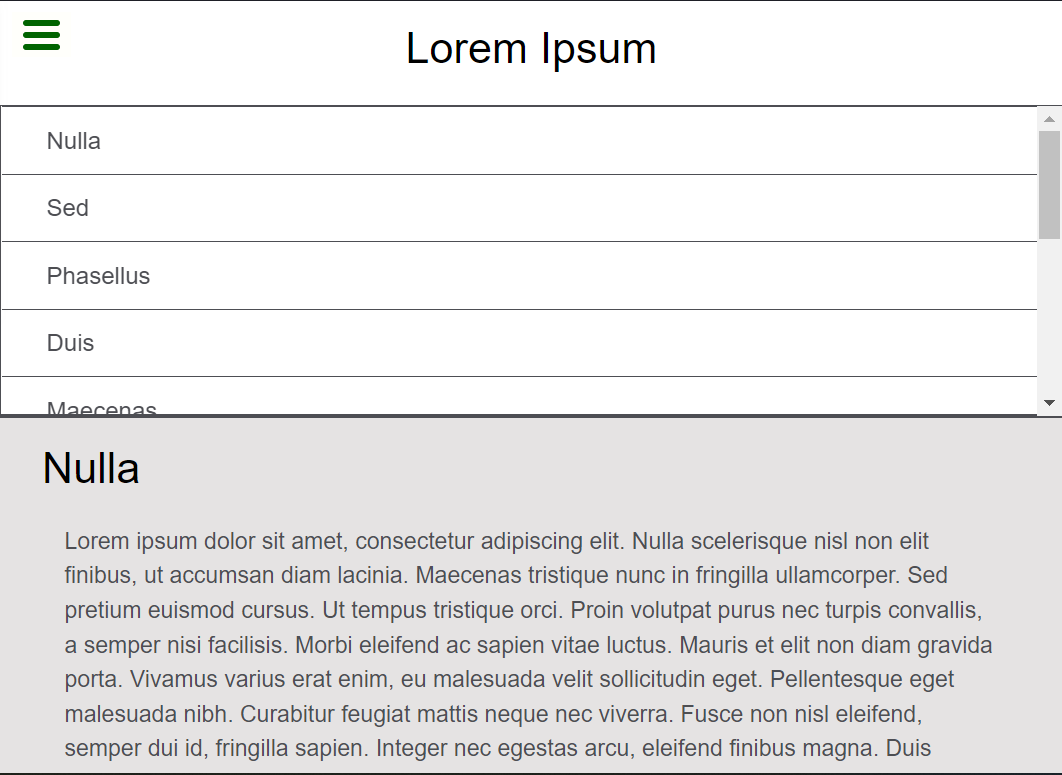 Lorem Ipsum
Nulla
Sed
Phasellus
Duis
Maecenas
Nulla
Lorem ipsum dolor sit amet, consectetur adipiscing elit. Nulla scelerisque nisl non elit
finibus, ut accumsan diam lacinia. Maecenas tristique nunc in fringilla ullamcorper. Sed
pretium euismod cursus. Ut tempus tristique orci. Proin volutpat purus nec turpis convallis,
a semper nisi facilisis. Morbi eleifend ac sapien vitae luctus. Mauris et elit non diam gravida
porta. Vivamus varius erat enim, eu malesuada velit sollicitudin eget. Pellentesque eget
malesuada nibh. Curabitur feugiat mattis neque nec viverra. Fusce non nisl eleifend,
semper dui id, fringilla sapien. Integer nec egestas arcu, eleifend finibus magna. Duis